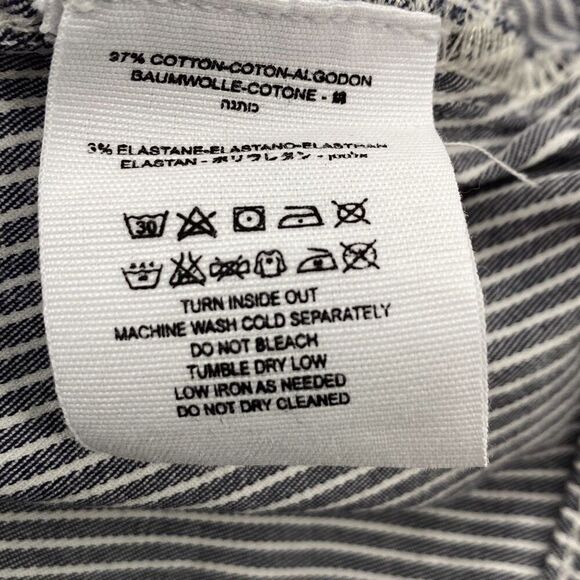 97% COTTON-COTON-ALGODON
BAUMWOLLE-COTONE - 綿
כותנה
3% ELASTANE-ELASTANO-ELASTHAN
ELASTAN - ポリウレタン -
30
TURN INSIDE OUT
MACHINE WASH COLD SEPARATELY
DO NOT BLEACH
TUMBLE DRY LOW
LOW IRON AS NEEDED
DO NOT DRY CLEANED